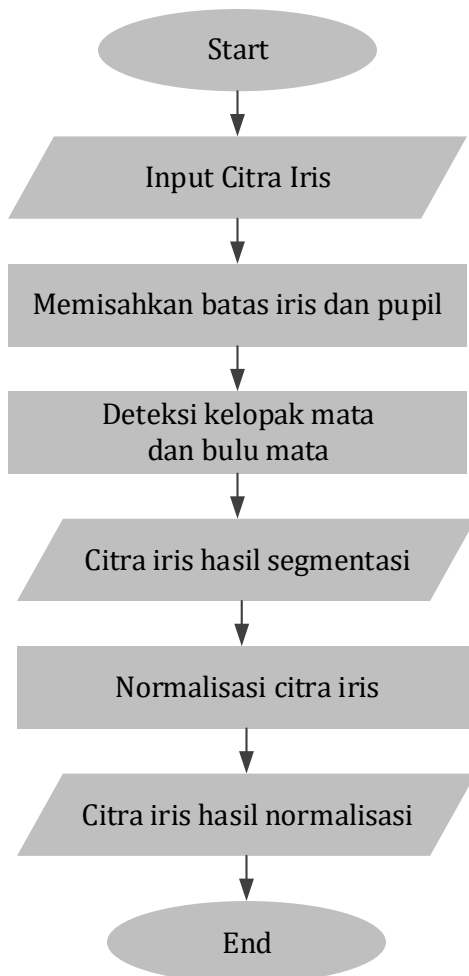 Start
Input Citra Iris
Memisahkan batas iris dan pupil
Deteksi kelopak mata
dan bulu mata
Citra iris hasil segmentasi
Normalisasi citra iris
Citra iris hasil normalisasi
End